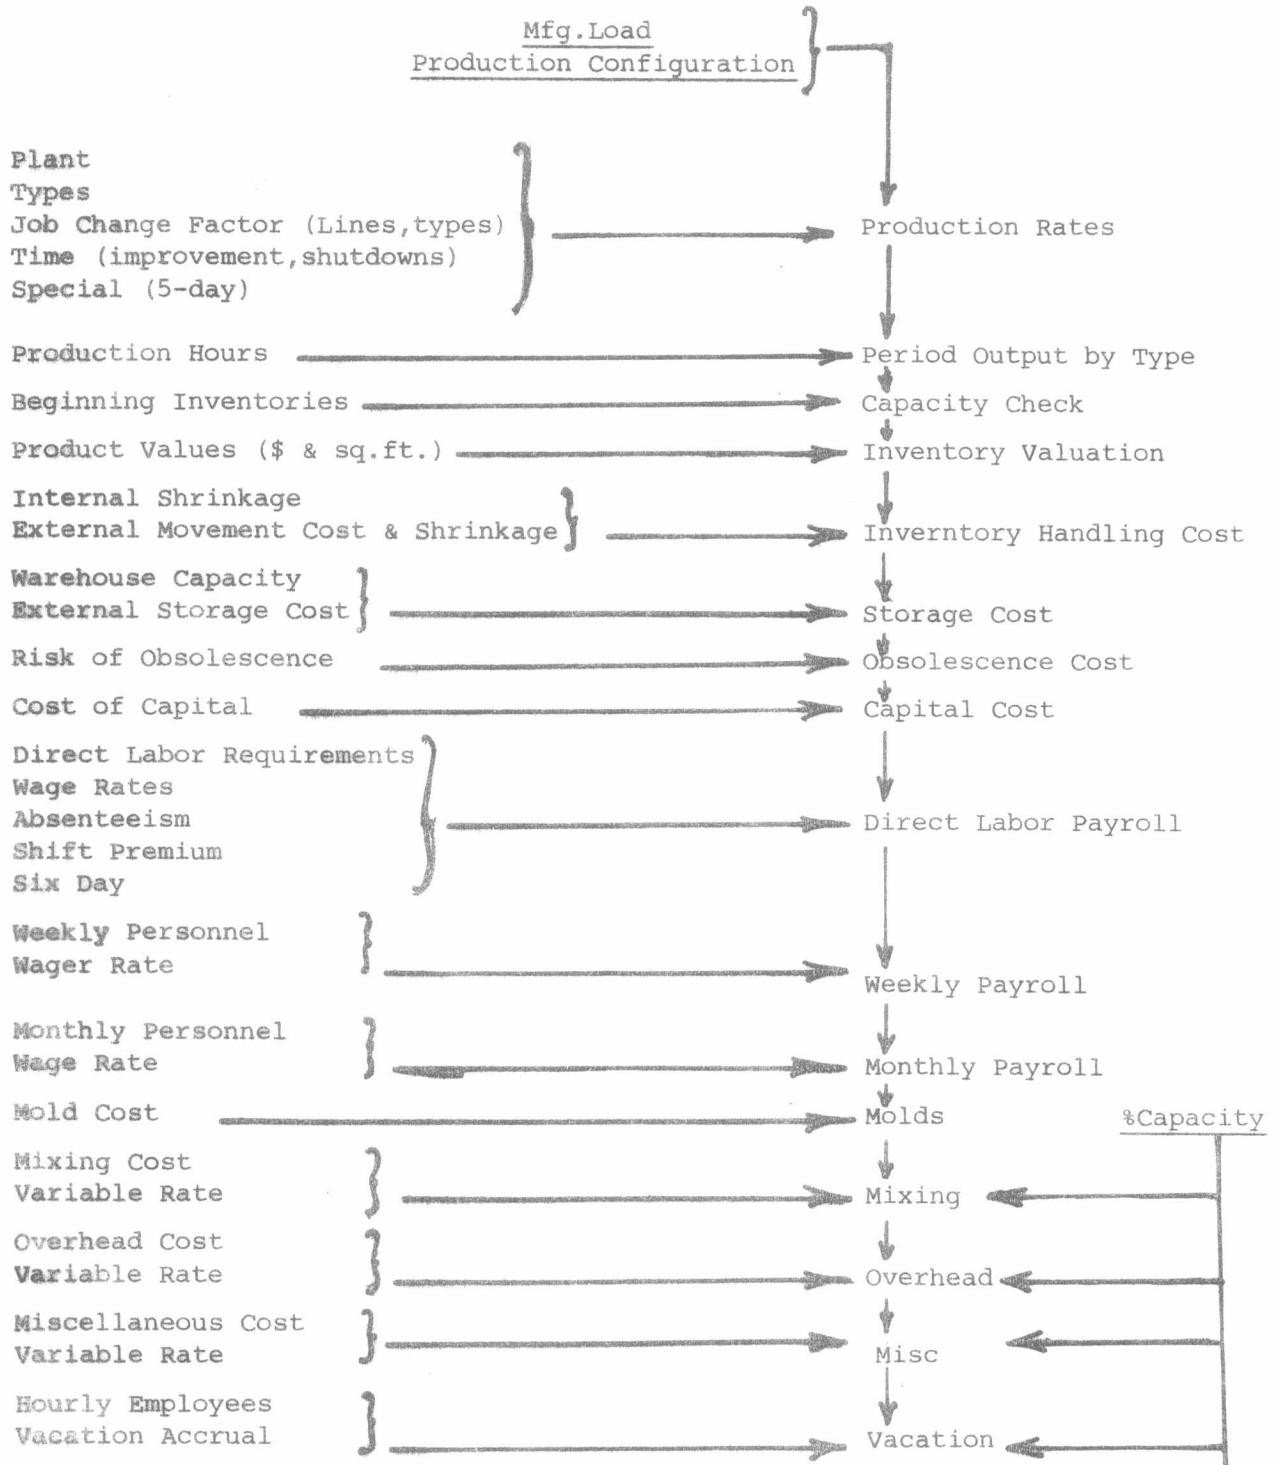 Mfg.Load
Production Configuration
Plant
Types
Job Change Factor (Lines,types)
Production Rates
Time (improvement,shutdowns)
Special (5-day)
Production Hours
Period Output by Type
Beginning Inventories
Capacity Check
Product Values ($ & sq.ft.)
Inventory Valuation
Internal Shrinkage
External Movement Cost & Shrinkage
Inverntory Handling Cost
Warehouse Capacity
External Storage Cost
Storage Cost
Risk of Obsolescence
Obsolescence Cost
Cost of Capital
Capital Cost
Direct Labor Requirements
Wage Rates
Absenteeism
Direct Labor Payroll
Shift Premium
Six Day
Weekly Personnel
Wager Rate
Weekly Payroll
Monthly Personnel
Wage Rate
Monthly Payroll
Mold Cost
Molds
%Capacity
Mixing Cost
Variable Rate
Mixing
Overhead Cost
Variable Rate
Overhead
Miscellaneous Cost
Variable Rate
Misc
Hourly Employees
Vacation Accrual
Vacation